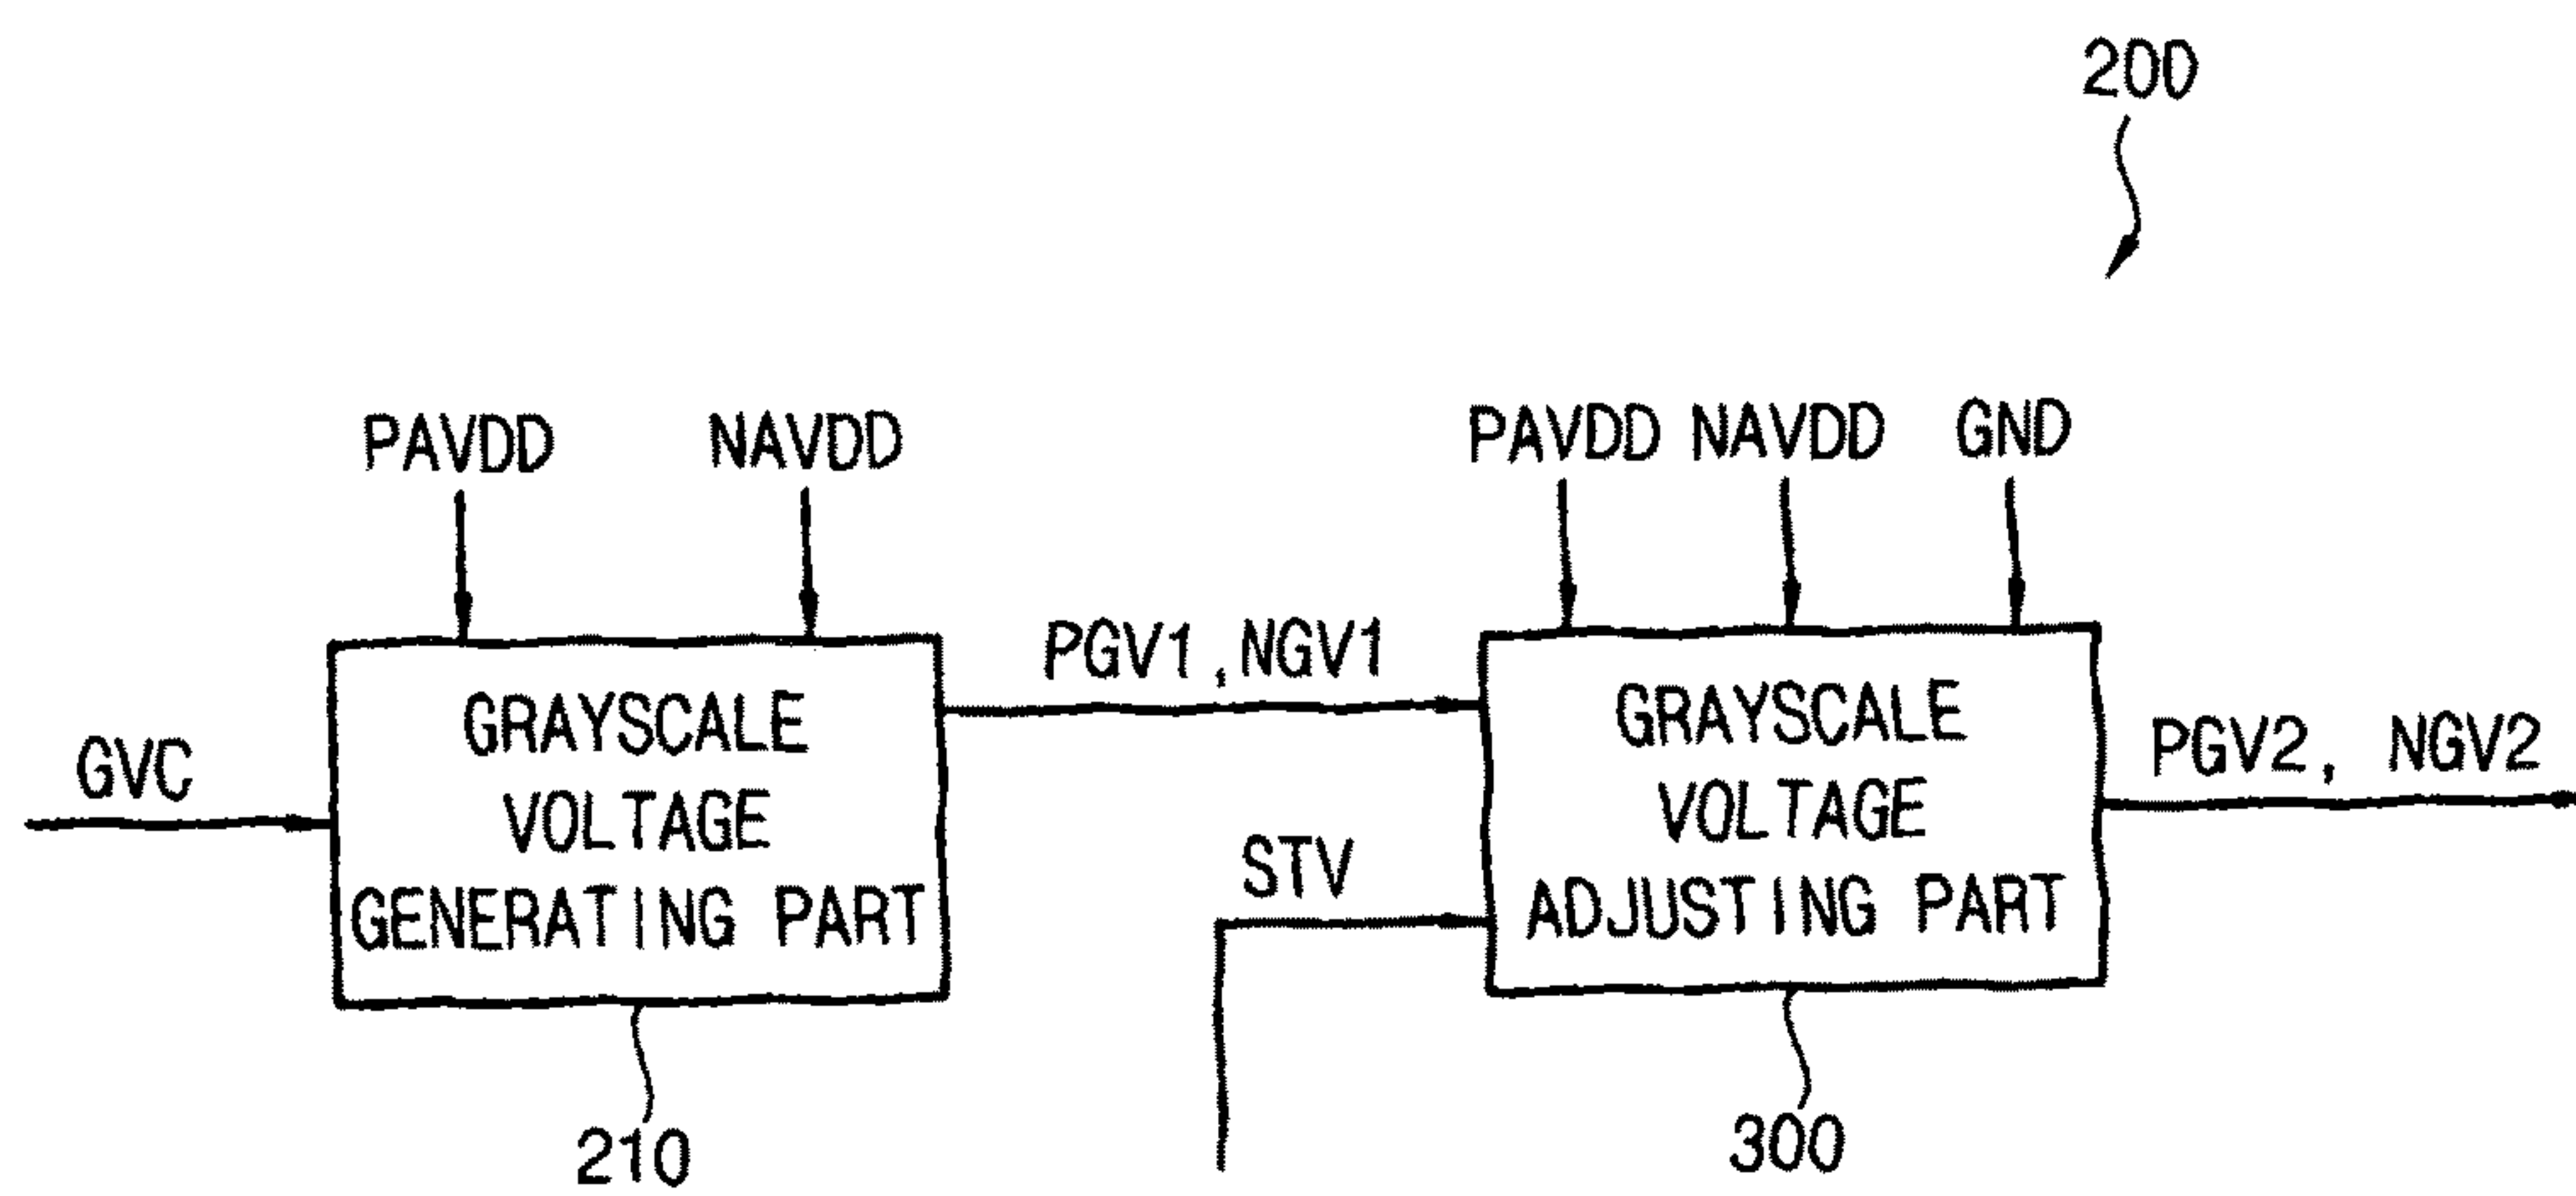 200
PAVDD NAVDD
PAVDD NAVDD GND
GVC
GRAYSCALE
VOLTAGE
GENERATING PART
PGV1,NGV1
STV
GRAYSCALE
VOLTAGE
ADJUSTING PART
PGV2, NGV2
210
300